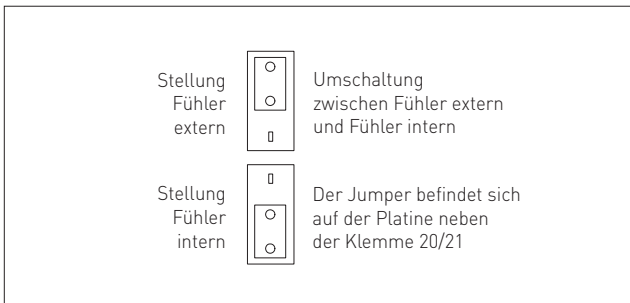 Stellung
Fühler
extern
Umschaltung
zwischen Fühler extern
und Fühler intern
Stellung
Fühler
intern
Der Jumper befindet sich
auf der Platine neben
der Klemme 20/21